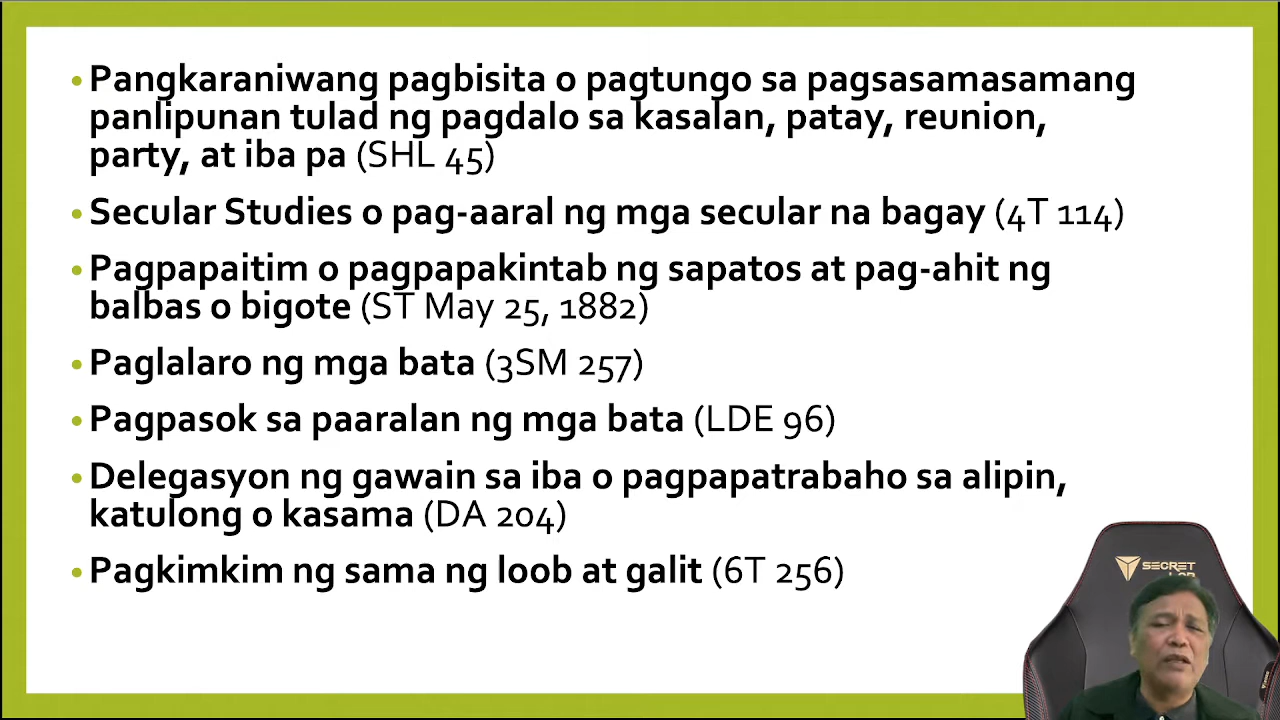 • Pangkaraniwang pagbisita o pagtungo sa pagsasamasamang
panlipunan tulad ng pagdalo sa kasalan, patay, reunion,
party, at iba pa (SHL 45)
• Secular Studies o pag-aaral ng mga secular na bagay (4T 114)
• Pagpapaitim o pagpapakintab ng sapatos at pag-ahit ng
balbas o bigote (ST May 25, 1882)
• Paglalaro ng mga bata (3SM 257)
• Pagpasok sa paaralan ng mga bata (LDE 96)
• Delegasyon ng gawain sa iba o pagpapatrabaho sa alipin,
katulong o kasama (DA 204)
• Pagkimkim ng sama ng loob at galit (6T 256)
SECRET